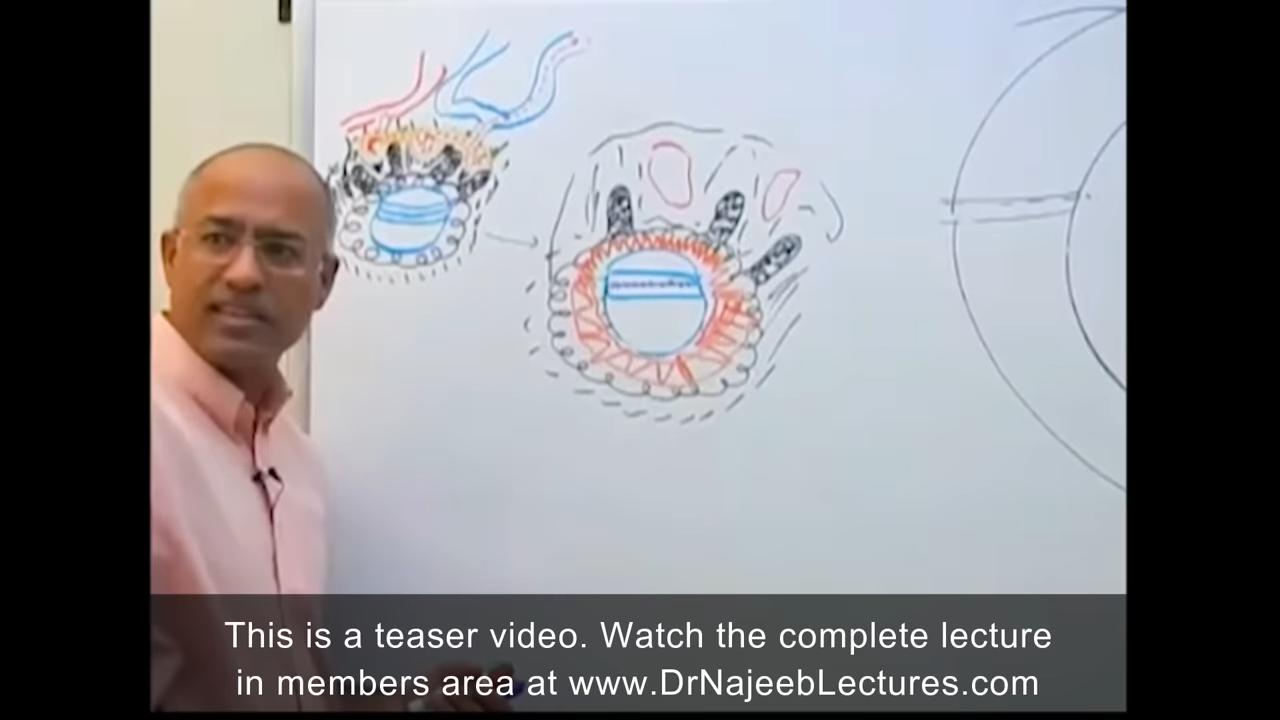 This is a teaser video. Watch the complete lecture
in members area at www.DrNajeebLectures.com